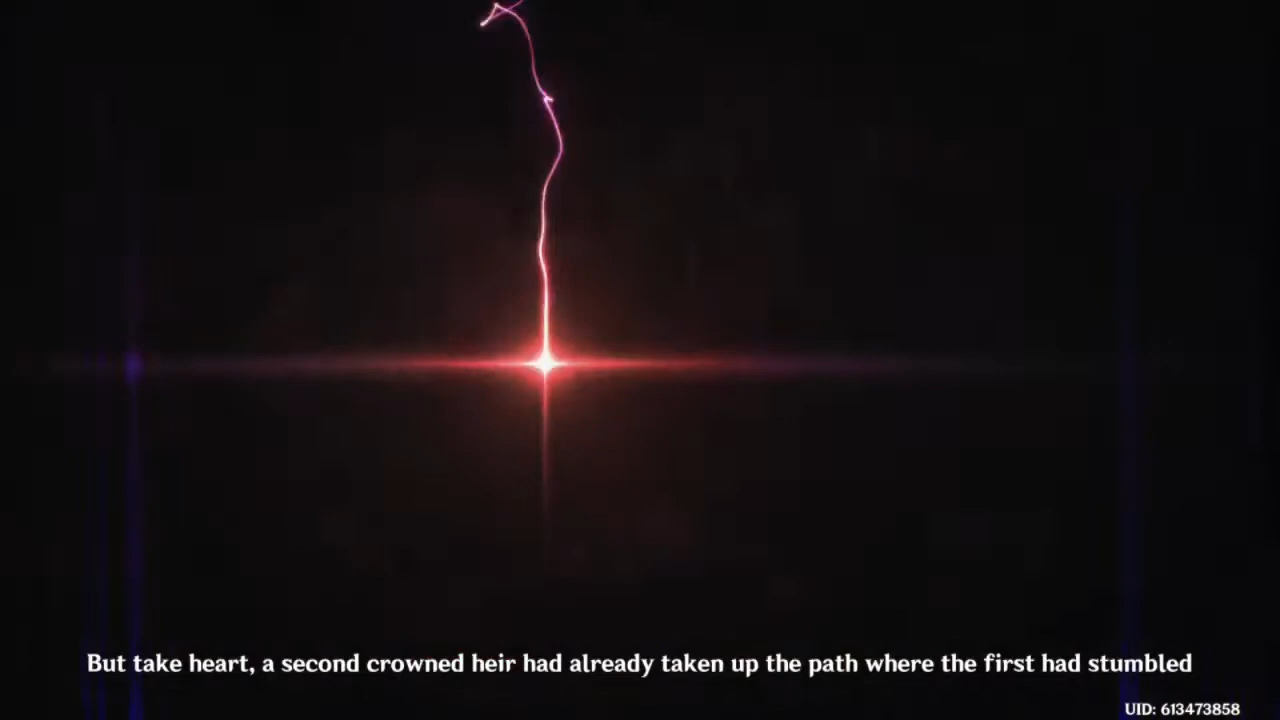 But take heart, a second crowned heir had already taken up the path where the first had stumbled
UID: 613473858